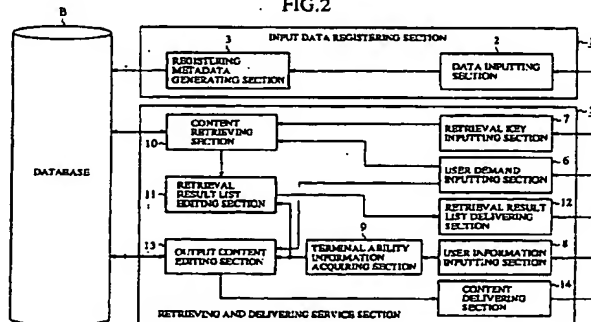 FIG.2
B
INPUT DATA REGISTERING SECTION
3
2
REGISTERING
METADATA
GENERATING SECTION
DATA INPUTTING
SECTION
DATABASE
CONTENT
RETRIEVING
SECTION
10
7
RETRIEVAL KEY
INPUTTING SECTION
6
USER DEMAND
INPUTTING SECTION
11
RETRIEVAL
RESULT LIST
EDITING SECTION
12
RETRIEVAL RESULT
LIST DELIVERING
SECTION
13
OUTPUT CONTENT
EDITING SECTION
9
TERMINAL ABILITY
INFORMATION
ACQUIRING SECTION
8
USER INFORMATION
INPUTTING SECTION
14
CONTENT
DELIVERING
SECTION
RETRIEVING AND DELIVERING SERVICE SECTION